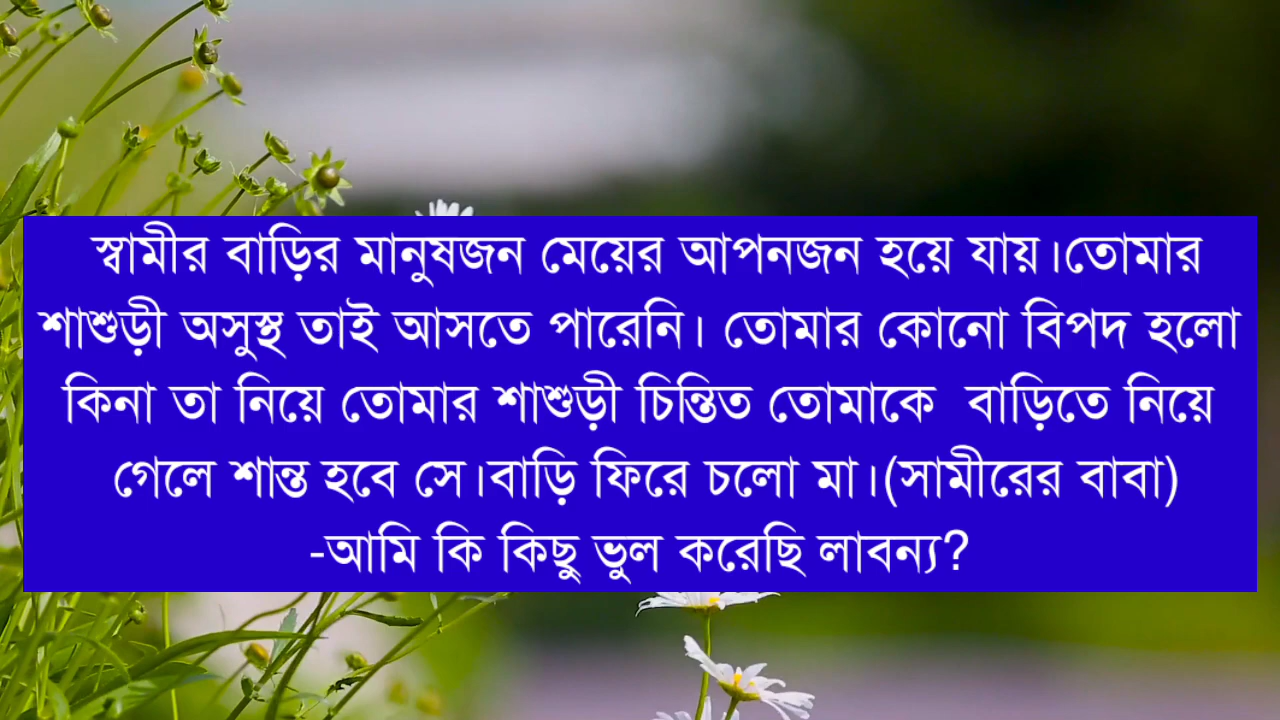 স্বামীর বাড়ির মানুষজন মেয়ের আপনজন হয়ে যায়।তোমার
শাশুড়ী অসুস্থ তাই আসতে পারেনি। তোমার কোনো বিপদ হলো
কিনা তা নিয়ে তোমার শাশুড়ী চিন্তিত তোমাকে  বাড়িতে নিয়ে
গেলে শান্ত হবে সে।বাড়ি ফিরে চলো মা।(সামীরের বাবা)
-আমি কি কিছু ভুল করেছি লাবন্য?